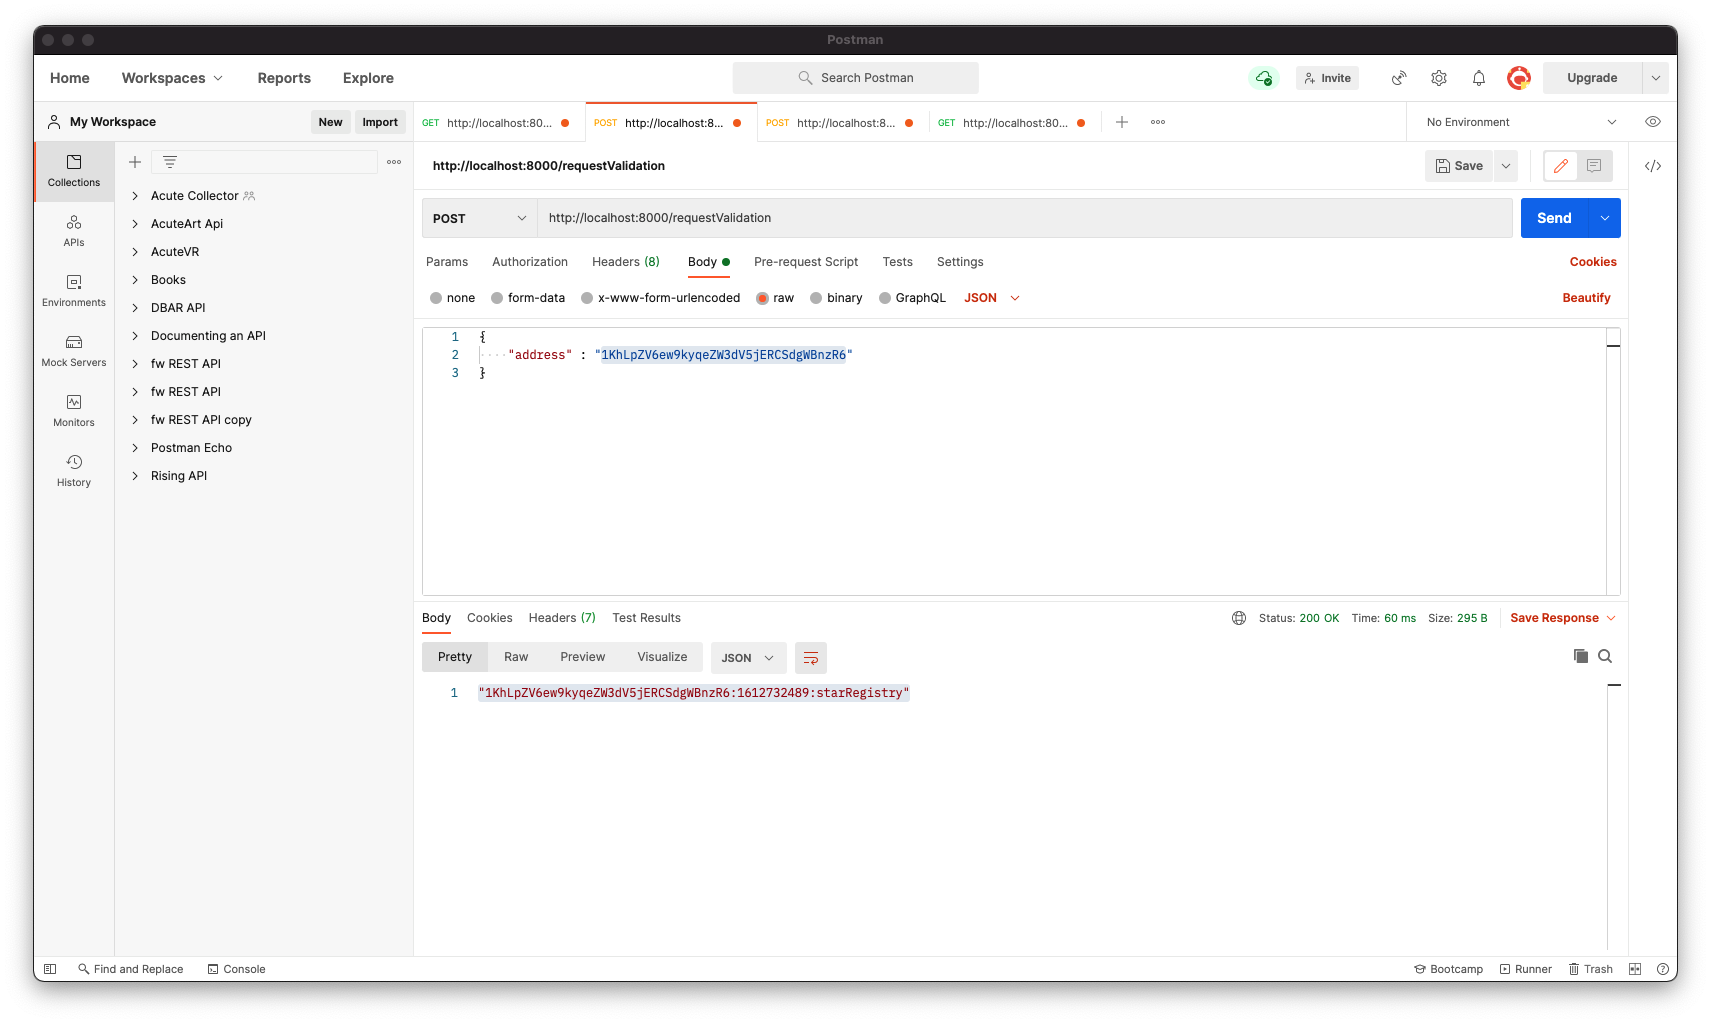 Postman
Home Workspaces Reports Explore Search Postman Invite Upgrade
My Workspace New Import GET http://localhost:80... POST http://localhost:8... POST http://localhost:8... GET http://localhost:80... No Environment
http://localhost:8000/requestValidation Save
Collections
APIs
Environments
Mock Servers
Monitors
History
Acute Collector
AcuteArt Api
AcuteVR
Books
DBAR API
Documenting an API
fw REST API
fw REST API
fw REST API copy
Postman Echo
Rising API
POST http://localhost:8000/requestValidation Send
Params Authorization Headers (8) Body Pre-request Script Tests Settings Cookies
none form-data x-www-form-urlencoded raw binary GraphQL JSON Beautify
1 {
2 "address" : "1KhLpZV6ew9kyqeZW3dV5jERCSdgWBnzR6"
3 }
Body Cookies Headers (7) Test Results Status: 200 OK Time: 60 ms Size: 295 B Save Response
Pretty Raw Preview Visualize JSON
1 "1KhLpZV6ew9kyqeZW3dV5jERCSdgWBnzR6:1612732489:starRegistry"
Find and Replace Console Bootcamp Runner Trash